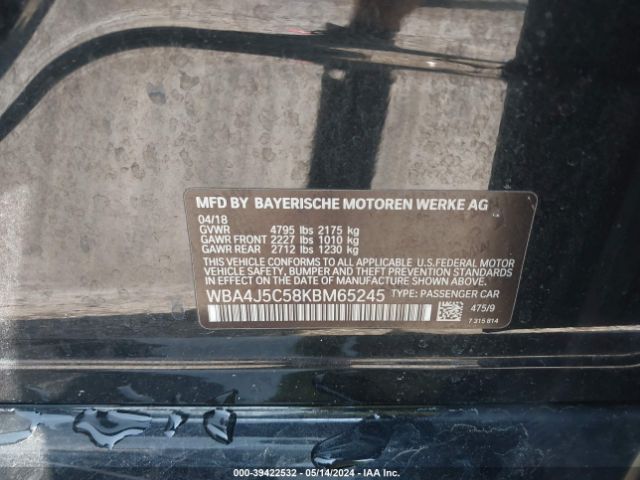 MFD BY BAYERISCHE MOTOREN WERKE AG
04/18
GVWR 4795 lbs 2175 kg
GAWR FRONT 2227 lbs 1010 kg
GAWR REAR 2712 lbs 1230 kg
THIS VEHICLE CONFORMS TO ALL APPLICABLE U.S.FEDERAL MOTOR
VEHICLE SAFETY, BUMPER, AND THEFT PREVENTION STANDARDS
IN EFFECT ON THE DATE OF MANUFACTURE SHOWN ABOVE.
WBA4J5C58KBM65245 TYPE: PASSENGER CAR
475/9
7 315 814
000-39422532 - 05/14/2024 - IAA Inc.